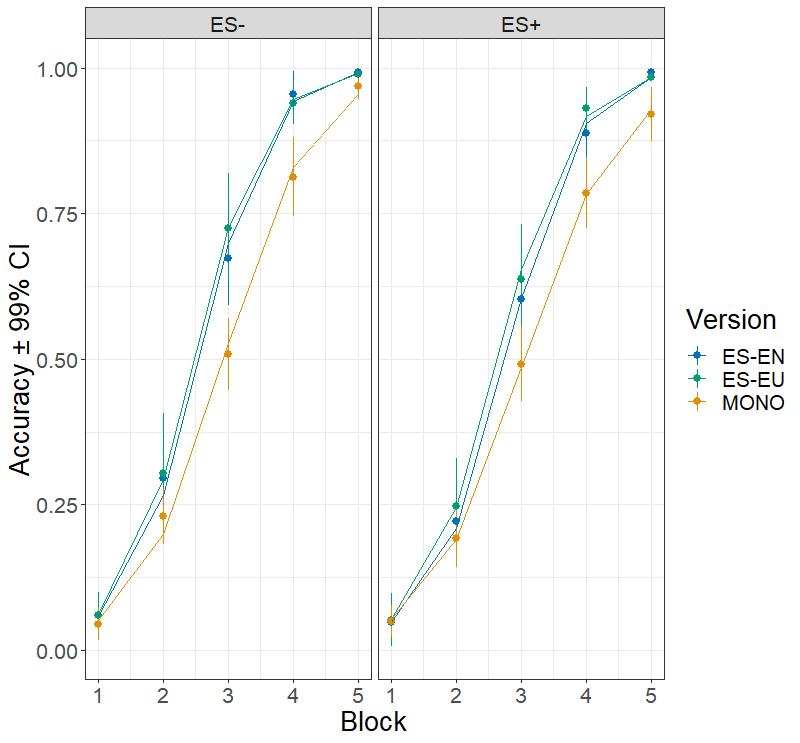 ES-
ES+
Accuracy ± 99% CI
1.00
0.75
0.50
0.25
0.00
1 2 3 4 5
1 2 3 4 5
Block
Version
ES-EN
ES-EU
MONO